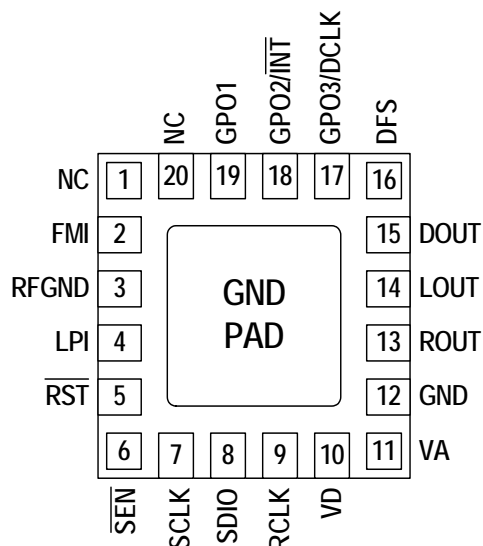 NC
GPO1
GPO2/INT
GPO3/DCLK
DFS
NC 1 20 19 18 17 16
FMI 2 15 DOUT
RFGND 3 GND 14 LOUT
LPI 4 PAD 13 ROUT
RST 5 12 GND
6 7 8 9 10 11 VA
SEN
SCLK
SDIO
RCLK
VD